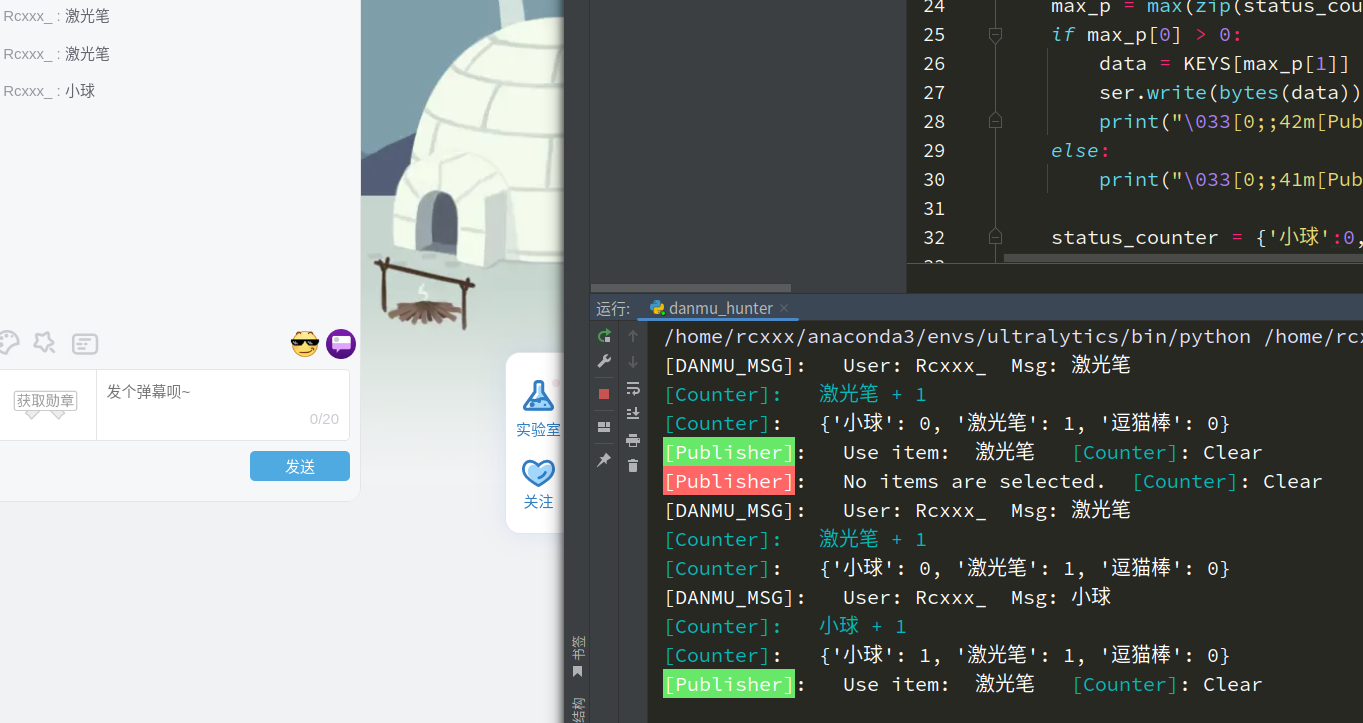 Rcxxx_ : 激光笔
Rcxxx_ : 激光笔
Rcxxx_ : 小球
获取勋章
发个弹幕呗~
0/20
发送
实验室
关注
24 max_p = max(zip(status_cou
25 if max_p[0] > 0:
26 data = KEYS[max_p[1]]
27 ser.write(bytes(data))
28 print("\033[0;;42m[Pub
29 else:
30 print("\033[0;;41m[Pub
31
32 status_counter = {'小球':0,
运行: danmu_hunter ×
/home/rcxxx/anaconda3/envs/ultralytics/bin/python /home/rcx
[DANMU_MSG]: User: Rcxxx_ Msg: 激光笔
[Counter]: 激光笔 + 1
[Counter]: {'小球': 0, '激光笔': 1, '逗猫棒': 0}
[Publisher]: Use item: 激光笔 [Counter]: Clear
[Publisher]: No items are selected. [Counter]: Clear
[DANMU_MSG]: User: Rcxxx_ Msg: 激光笔
[Counter]: 激光笔 + 1
[Counter]: {'小球': 0, '激光笔': 1, '逗猫棒': 0}
[DANMU_MSG]: User: Rcxxx_ Msg: 小球
[Counter]: 小球 + 1
[Counter]: {'小球': 1, '激光笔': 1, '逗猫棒': 0}
[Publisher]: Use item: 激光笔 [Counter]: Clear
书签
结构